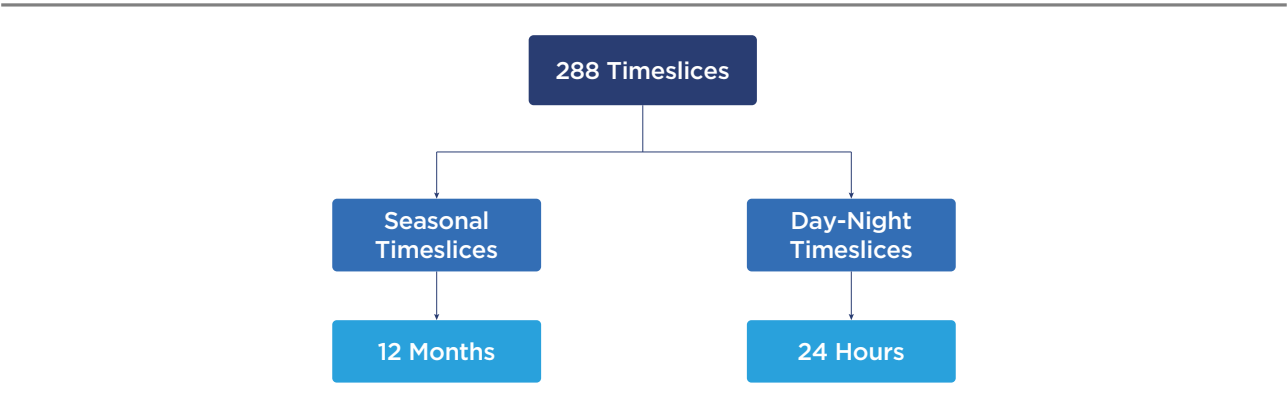 288 Timeslices
Seasonal
Timeslices
Day-Night
Timeslices
12 Months
24 Hours